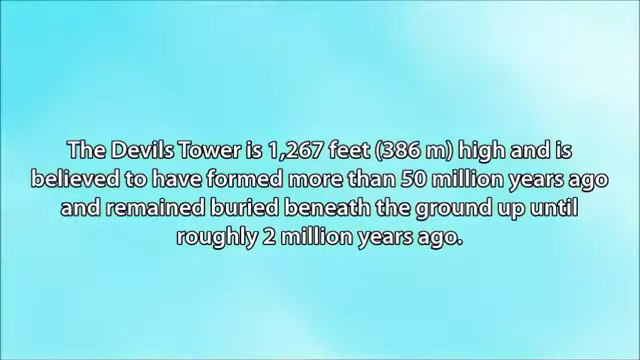 The Devils Tower is 1,267 feet (386 m) high and is
believed to have formed more than 50 million years ago
and remained buried beneath the ground up until
roughly 2 million years ago.